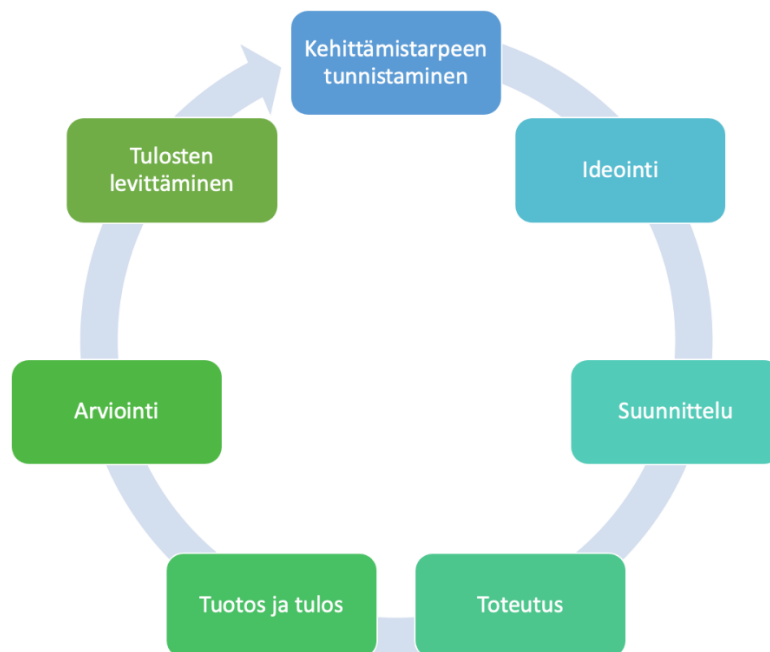 Kehittämistarpeen
tunnistaminen
Ideointi
Suunnittelu
Toteutus
Tuotos ja tulos
Arviointi
Tulosten
levittäminen